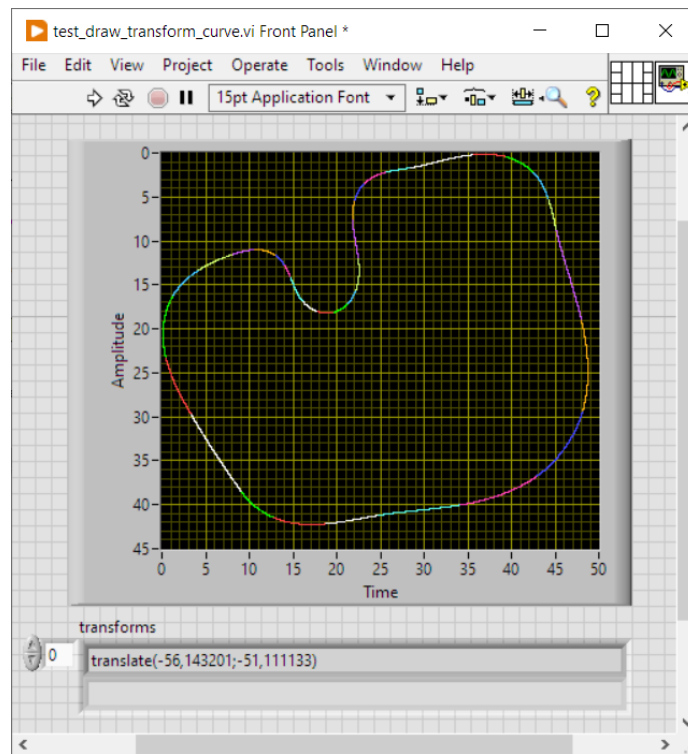 test_draw_transform_curve.vi Front Panel *
File Edit View Project Operate Tools Window Help
15pt Application Font
0
5
10
15
20
25
30
35
40
45
Amplitude
0 5 10 15 20 25 30 35 40 45 50
Time
transforms
0 translate(-56,143201;-51,111133)